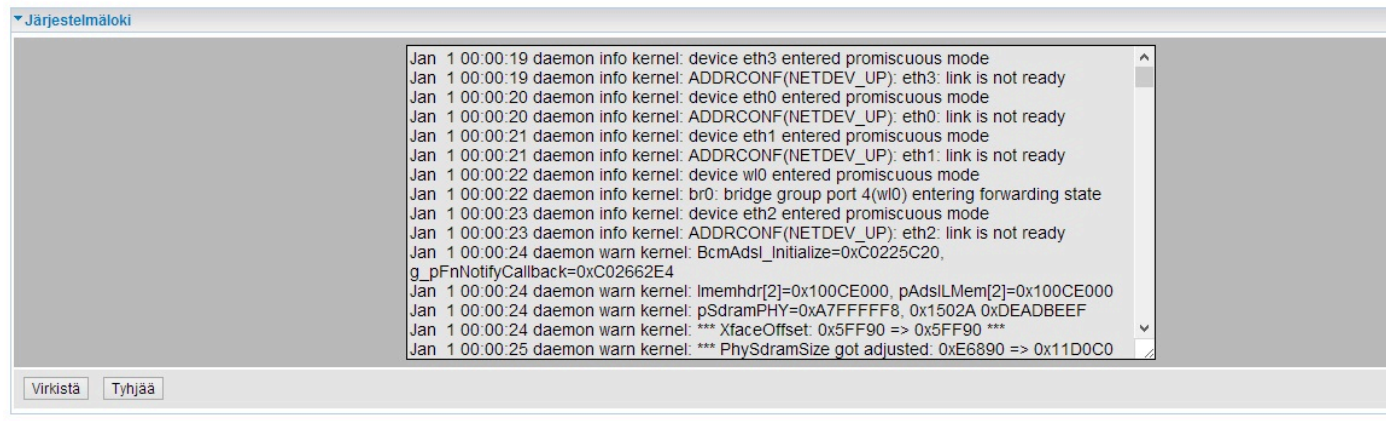 Järjestelmäloki
Jan 1 00:00:19 daemon info kernel: device eth3 entered promiscuous mode
Jan 1 00:00:19 daemon info kernel: ADDRCONF(NETDEV_UP): eth3: link is not ready
Jan 1 00:00:20 daemon info kernel: device eth0 entered promiscuous mode
Jan 1 00:00:20 daemon info kernel: ADDRCONF(NETDEV_UP): eth0: link is not ready
Jan 1 00:00:21 daemon info kernel: device eth1 entered promiscuous mode
Jan 1 00:00:21 daemon info kernel: ADDRCONF(NETDEV_UP): eth1: link is not ready
Jan 1 00:00:22 daemon info kernel: device wl0 entered promiscuous mode
Jan 1 00:00:22 daemon info kernel: br0: bridge group port 4(wl0) entering forwarding state
Jan 1 00:00:23 daemon info kernel: device eth2 entered promiscuous mode
Jan 1 00:00:23 daemon info kernel: ADDRCONF(NETDEV_UP): eth2: link is not ready
Jan 1 00:00:24 daemon warn kernel: BcmAdsl_Initialize=0xC0225C20,
g_pFnNotifyCallback=0xC02662E4
Jan 1 00:00:24 daemon warn kernel: lmemhdr[2]=0x100CE000, pAdslLMem[2]=0x100CE000
Jan 1 00:00:24 daemon warn kernel: pSdramPHY=0xA7FFFFF8, 0x1502A 0xDEADBEEF
Jan 1 00:00:24 daemon warn kernel: *** XfaceOffset: 0x5FF90 => 0x5FF90 ***
Jan 1 00:00:25 daemon warn kernel: *** PhySdramSize got adjusted: 0xE6890 => 0x11D0C0
Virkistä Tyhjää